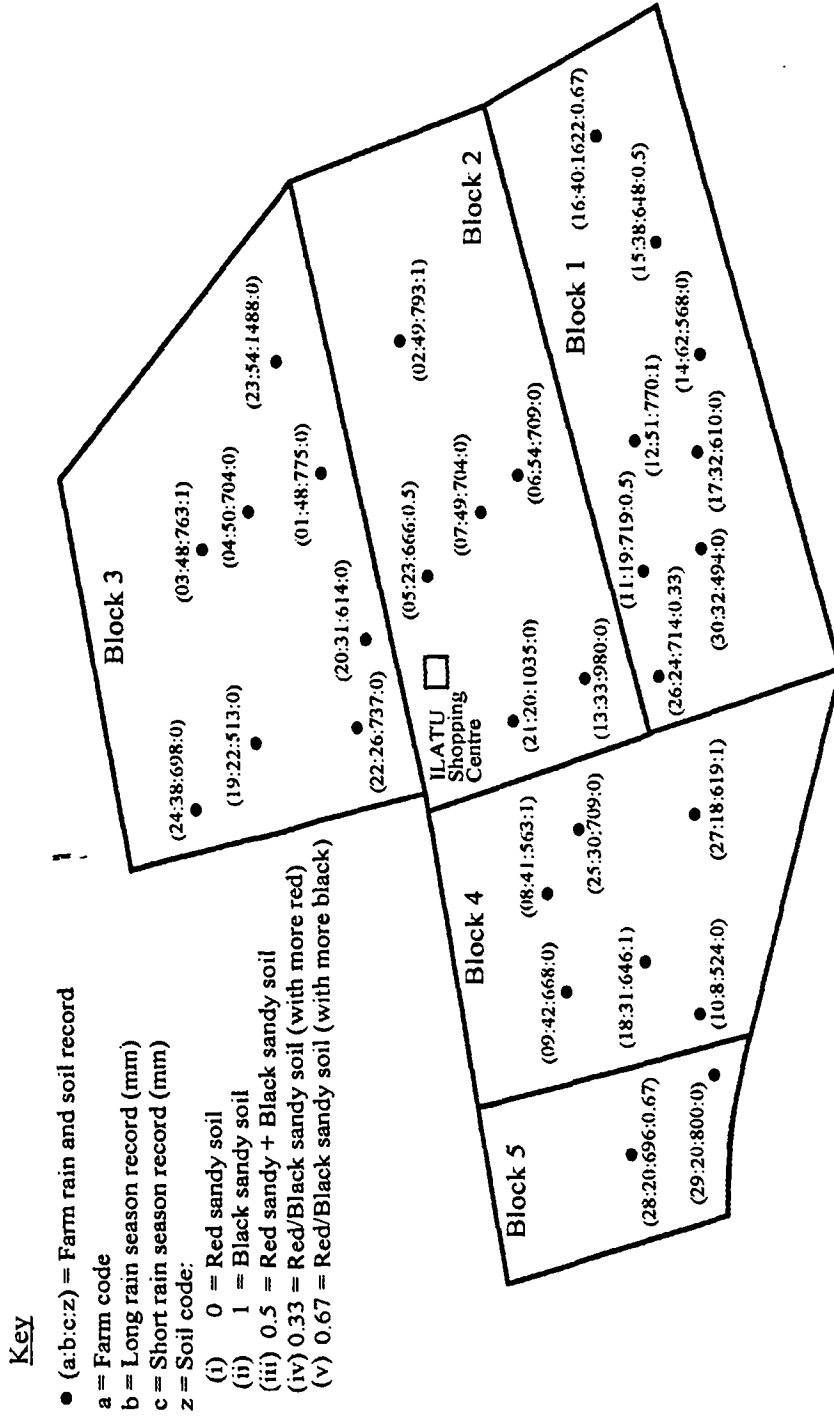 Key
● (a:b:c:z) = Farm rain and soil record
a = Farm code
b = Long rain season record (mm)
c = Short rain season record (mm)
z = Soil code:
(i) 0 = Red sandy soil
(ii) 1 = Black sandy soil
(iii) 0.5 = Red sandy + Black sandy soil
(iv) 0.33 = Red/Black sandy soil (with more red)
(v) 0.67 = Red/Black sandy soil (with more black)
Block 3
(24:38:698:0)
(19:22:513:0)
(22:26:737:0)
(20:31:614:0)
(03:48:763:1)
(04:50:704:0)
(01:48:775:0)
(23:54:1488:0)
ILATU
Shopping
Centre
(05:23:666:0.5)
(07:49:704:0)
(02:49:793:1)
(06:54:709:0)
(21:20:1035:0)
(13:33:980:0)
Block 2
Block 1
(16:40:1622:0.67)
(15:38:648:0.5)
(14:62:568:0)
(12:51:770:1)
(17:32:610:0)
(11:19:719:0.5)
(30:32:494:0)
(26:24:714:0.33)
Block 4
(08:41:563:1)
(25:30:709:0)
(09:42:668:0)
(18:31:646:1)
(27:18:619:1)
(10:8:524:0)
Block 5
(28:20:696:0.67)
(29:20:800:0)